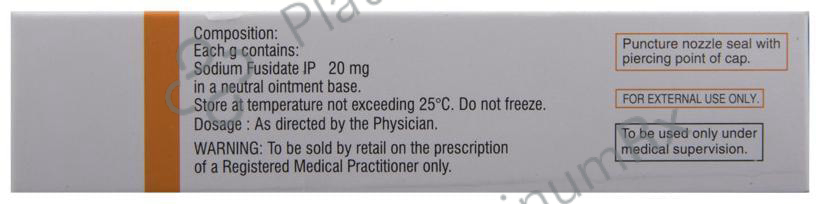 Composition:
Each g contains:
Sodium Fusidate IP 20 mg
in a neutral ointment base.
Store at temperature not exceeding 25°C. Do not freeze.
Dosage : As directed by the Physician.
WARNING: To be sold by retail on the prescription
of a Registered Medical Practitioner only.
Puncture nozzle seal with
piercing point of cap.
FOR EXTERNAL USE ONLY.
To be used only under
medical supervision.